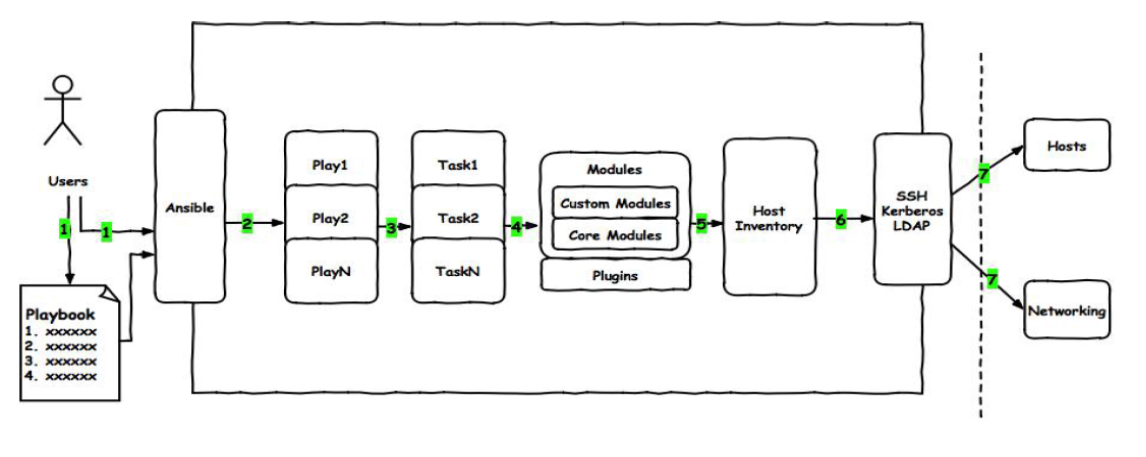 Users
1
1
Playbook
1. xxxxxx
2. xxxxxx
3. xxxxxx
4. xxxxxx
Ansible
2
Play1
Play2
PlayN
3
Task1
Task2
TaskN
4
Modules
Custom Modules
Core Modules
Plugins
5
Host
Inventory
6
SSH
Kerberos
LDAP
7
7
Hosts
Networking